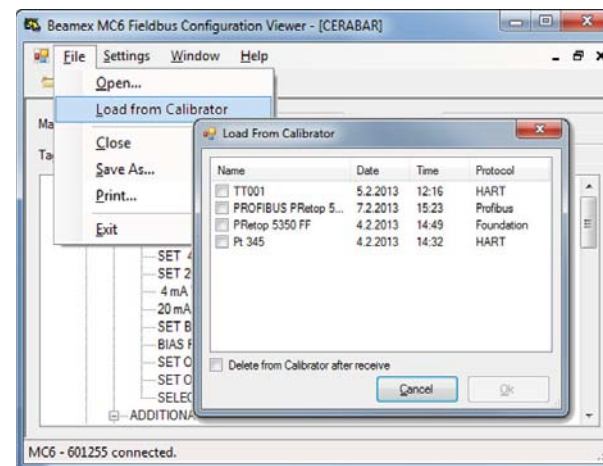 Beamex MC6 Fieldbus Configuration Viewer - [CERABAR]
File Settings Window Help
Open...
Load from Calibrator
Close
Save As...
Print...
Exit
Load From Calibrator
Name Date Time Protocol
TT001 5.2.2013 12:16 HART
PROFIBUS PRetop 5... 7.2.2013 15:23 Profibus
PRetop 5350 FF 4.2.2013 14:49 Foundation
Pt 345 4.2.2013 14:32 HART
Delete from Calibrator after receive
Cancel Ok
SET
SET 2
4 mA
20 mA
SET B
BIAS
SET O
SET O
SELEC
ADDITIONA
MC6 - 601255 connected.